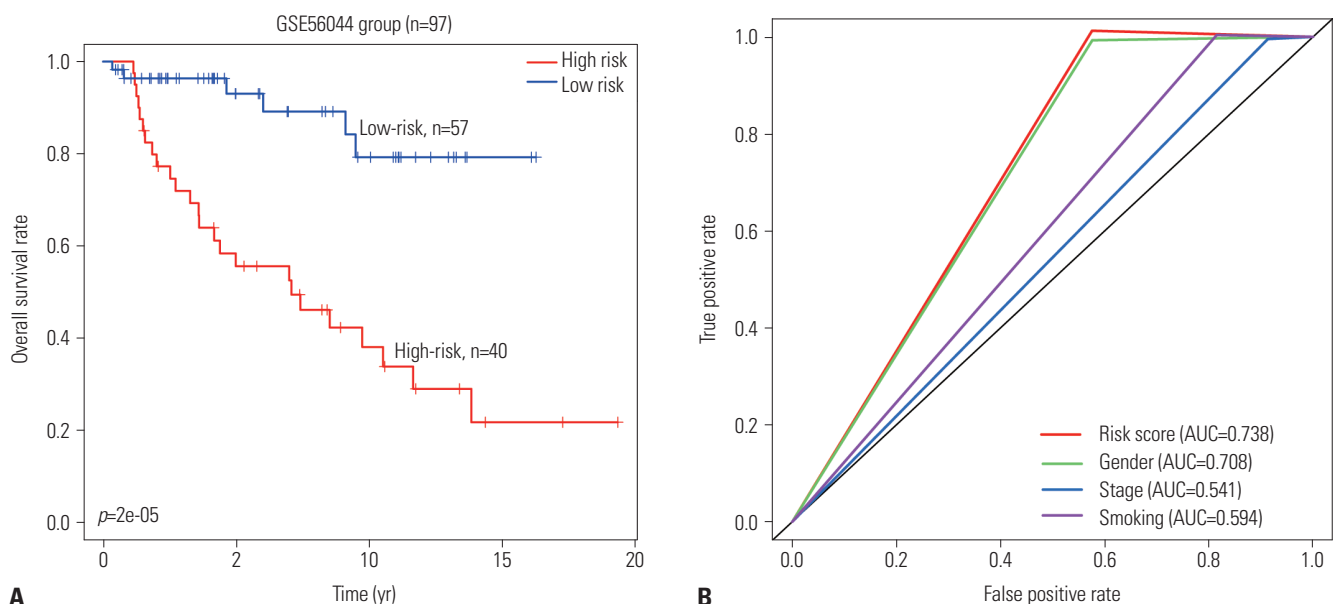 GSE56044 group (n=97)
High risk
Low risk
Low-risk, n=57
High-risk, n=40
p=2e-05
1.0
0.8
0.6
0.4
0.2
0.0
Overall survival rate
0 2 10 15 20
Time (yr)
A
1.0
0.8
0.6
0.4
0.2
0.0
True positive rate
Risk score (AUC=0.738)
Gender (AUC=0.708)
Stage (AUC=0.541)
Smoking (AUC=0.594)
0.0 0.2 0.4 0.6 0.8 1.0
False positive rate
B